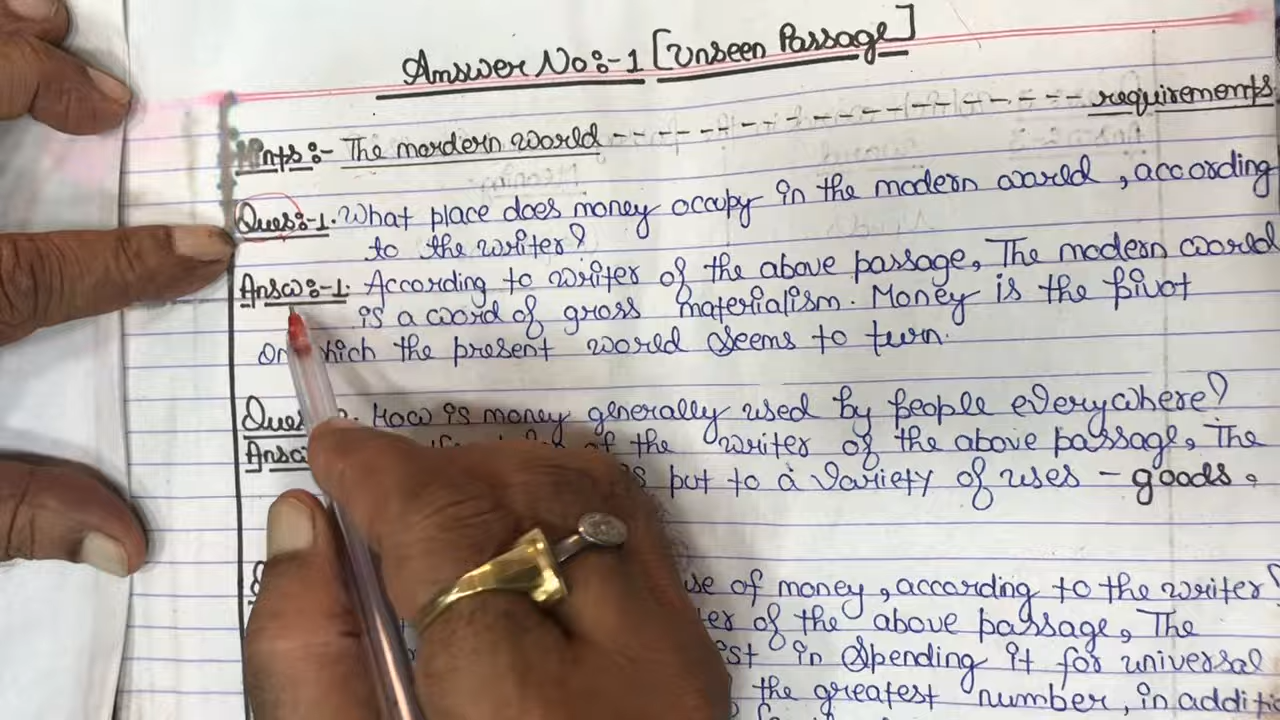 Answer No:-1 [Unseen Passage]
Hints:- The mordern world ---------------- requirements
Ques:-1. What place does money occupy in the modern world, according
to the writer?
Answ:-1. According to writer of the above passage, The modern world
is a word of gross materialism. Money is the pivot
on which the present world seems to turn.
Ques How is money generally used by people everywhere?
Answ of the writer of the above passage, The
put to a variety of uses - goods.
use of money, according to the writer?
of the above passage, The
in spending it for universal
the greatest number, in